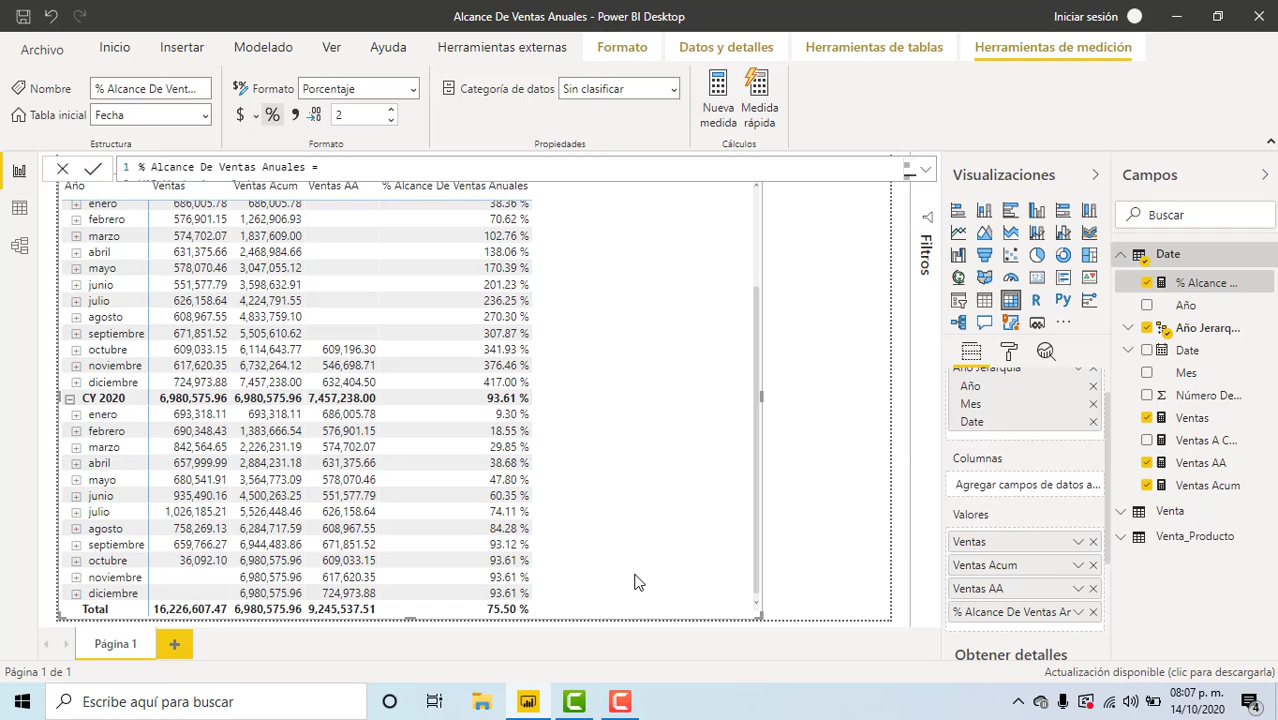 Alcance De Ventas Anuales - Power BI Desktop
Iniciar sesión
Archivo Inicio Insertar Modelado Ver Ayuda Herramientas externas Formato Datos y detalles Herramientas de tablas Herramientas de medición
Nombre % Alcance De Vent...
Tabla inicial Fecha
Estructura
Formato Porcentaje
$ % 2
Formato
Categoría de datos Sin clasificar
Propiedades
Nueva medida
Medida rápida
Cálculos
1 % Alcance De Ventas Anuales =
Año Ventas Ventas Acum Ventas AA % Alcance De Ventas Anuales
enero 686,005.78 686,005.78 38.36 %
febrero 576,901.15 1,262,906.93 70.62 %
marzo 574,702.07 1,837,609.00 102.76 %
abril 631,375.66 2,468,984.66 138.06 %
mayo 578,070.46 3,047,055.12 170.39 %
junio 551,577.79 3,598,632.91 201.23 %
julio 626,158.64 4,224,791.55 236.25 %
agosto 608,967.55 4,833,759.10 270.30 %
septiembre 671,851.52 5,505,610.62 307.87 %
octubre 609,033.15 6,114,643.77 609,196.30 341.93 %
noviembre 617,620.35 6,732,264.12 546,698.71 376.46 %
diciembre 724,973.88 7,457,238.00 632,404.50 417.00 %
CY 2020 6,980,575.96 6,980,575.96 7,457,238.00 93.61 %
enero 693,318.11 693,318.11 686,005.78 9.30 %
febrero 690,348.43 1,383,666.54 576,901.15 18.55 %
marzo 842,564.65 2,226,231.19 574,702.07 29.85 %
abril 657,999.99 2,884,231.18 631,375.66 38.68 %
mayo 680,541.91 3,564,773.09 578,070.46 47.80 %
junio 935,490.16 4,500,263.25 551,577.79 60.35 %
julio 1,026,185.21 5,526,448.46 626,158.64 74.11 %
agosto 758,269.13 6,284,717.59 608,967.55 84.28 %
septiembre 659,766.27 6,944,483.86 671,851.52 93.12 %
octubre 36,092.10 6,980,575.96 609,033.15 93.61 %
noviembre 6,980,575.96 617,620.35 93.61 %
diciembre 6,980,575.96 724,973.88 93.61 %
Total 16,226,607.47 6,980,575.96 9,245,537.51 75.50 %
Filtros
Visualizaciones
R Py
Año Jerarquía
Año
Mes
Date
Columnas
Agregar campos de datos a...
Valores
Ventas
Ventas Acum
Ventas AA
% Alcance De Ventas An
Obtener detalles
Campos
Buscar
Date
% Alcance ...
Año
Año Jerarq...
Date
Mes
Número De...
Ventas
Ventas A C...
Ventas AA
Ventas Acum
Venta
Venta_Producto
Página 1
Página 1 de 1
Actualización disponible (clic para descargarla)
Escribe aquí para buscar
08:07 p. m.
14/10/2020
4